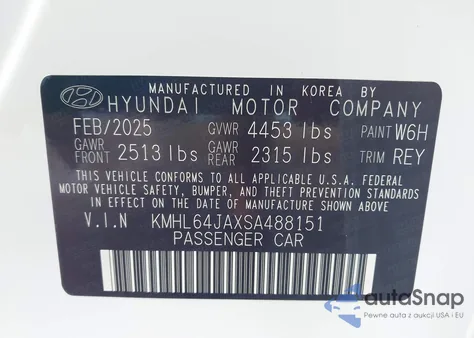 MANUFACTURED IN KOREA BY
HYUNDAI MOTOR COMPANY
FEB/2025 GVWR 4453 lbs PAINT W6H
GAWR FRONT 2513 lbs GAWR REAR 2315 lbs TRIM REY
THIS VEHICLE CONFORMS TO ALL APPLICABLE U.S.A. FEDERAL
MOTOR VEHICLE SAFETY, BUMPER, AND THEFT PREVENTION STANDARDS
IN EFFECT ON THE DATE OF MANUFACTURE SHOWN ABOVE.
V.I.N KMHL64JAXSA488151
PASSENGER CAR
autaSnap
Pewne auta z aukcji USA i EU